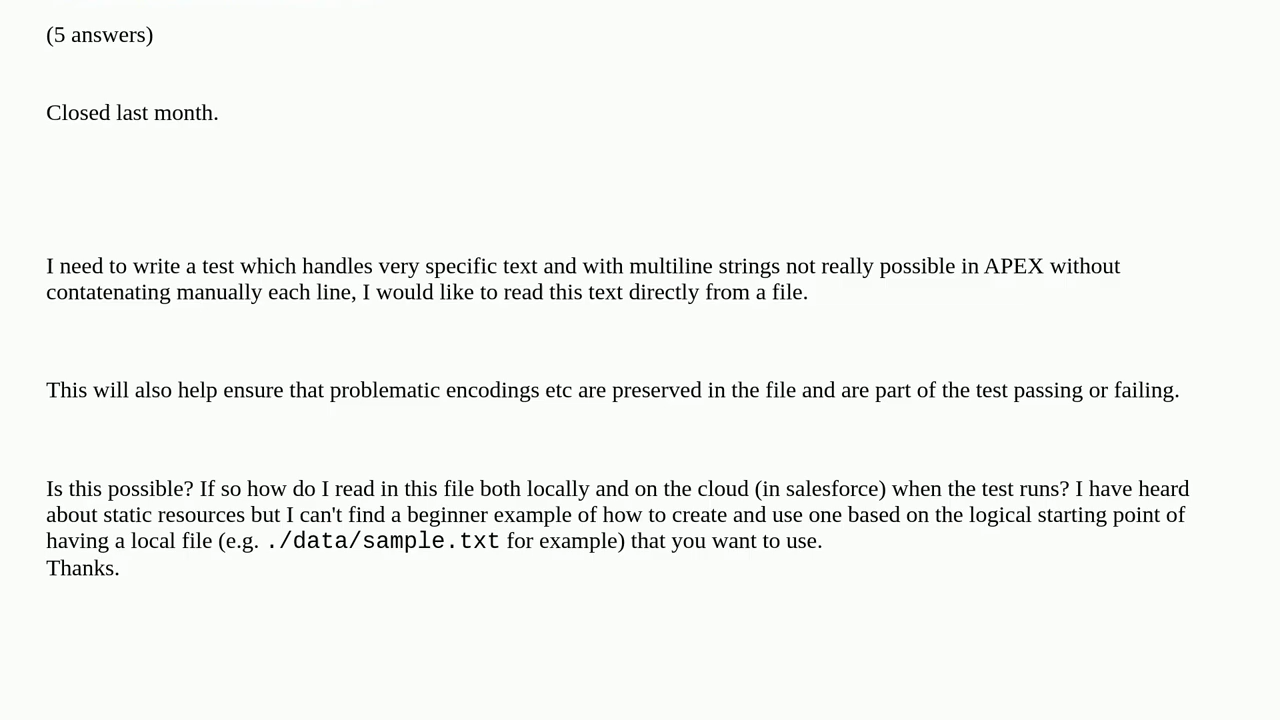 (5 answers)
Closed last month.
I need to write a test which handles very specific text and with multiline strings not really possible in APEX without
contatenating manually each line, I would like to read this text directly from a file.
This will also help ensure that problematic encodings etc are preserved in the file and are part of the test passing or failing.
Is this possible? If so how do I read in this file both locally and on the cloud (in salesforce) when the test runs? I have heard
about static resources but I can't find a beginner example of how to create and use one based on the logical starting point of
having a local file (e.g. ./data/sample.txt for example) that you want to use.
Thanks.